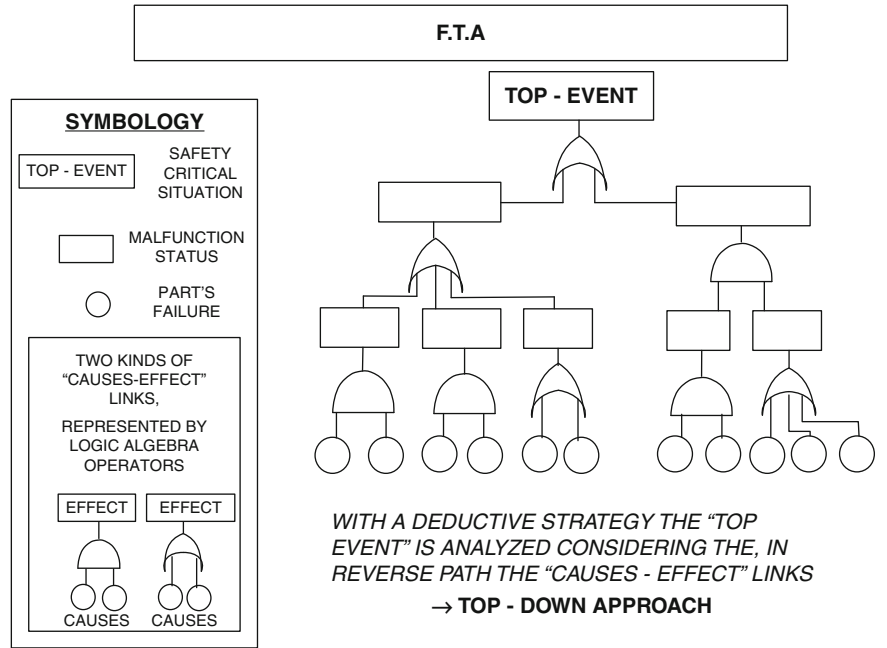 F.T.A
TOP - EVENT
SYMBOLOGY
TOP - EVENT
SAFETY
CRITICAL
SITUATION
MALFUNCTION
STATUS
PART'S
FAILURE
TWO KINDS OF
“CAUSES-EFFECT”
LINKS,
REPRESENTED BY
LOGIC ALGEBRA
OPERATORS
EFFECT
EFFECT
CAUSES
CAUSES
WITH A DEDUCTIVE STRATEGY THE “TOP
EVENT” IS ANALYZED CONSIDERING THE, IN
REVERSE PATH THE “CAUSES - EFFECT” LINKS
→ TOP - DOWN APPROACH